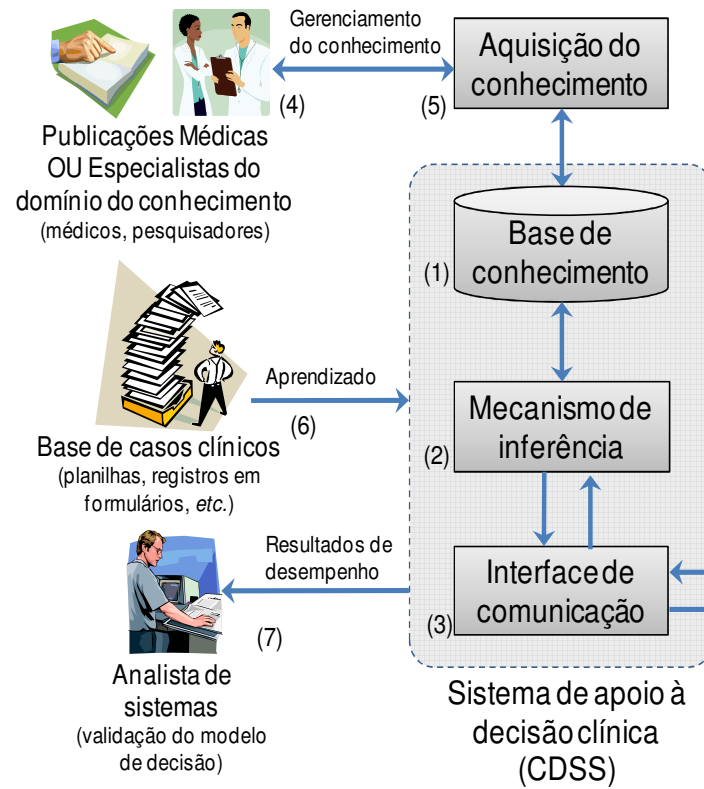 Gerenciamento
do conhecimento
(4)
Aquisição do
conhecimento
(5)
Publicações Médicas
OU Especialistas do
domínio do conhecimento
(médicos, pesquisadores)
Base de
conhecimento
(1)
Aprendizado
(6)
Mecanismo de
inferência
(2)
Base de casos clínicos
(planilhas, registros em
formulários, etc.)
Resultados de
desempenho
(7)
Interface de
comunicação
(3)
Analista de
sistemas
(validação do modelo
de decisão)
Sistema de apoio à
decisão clínica
(CDSS)